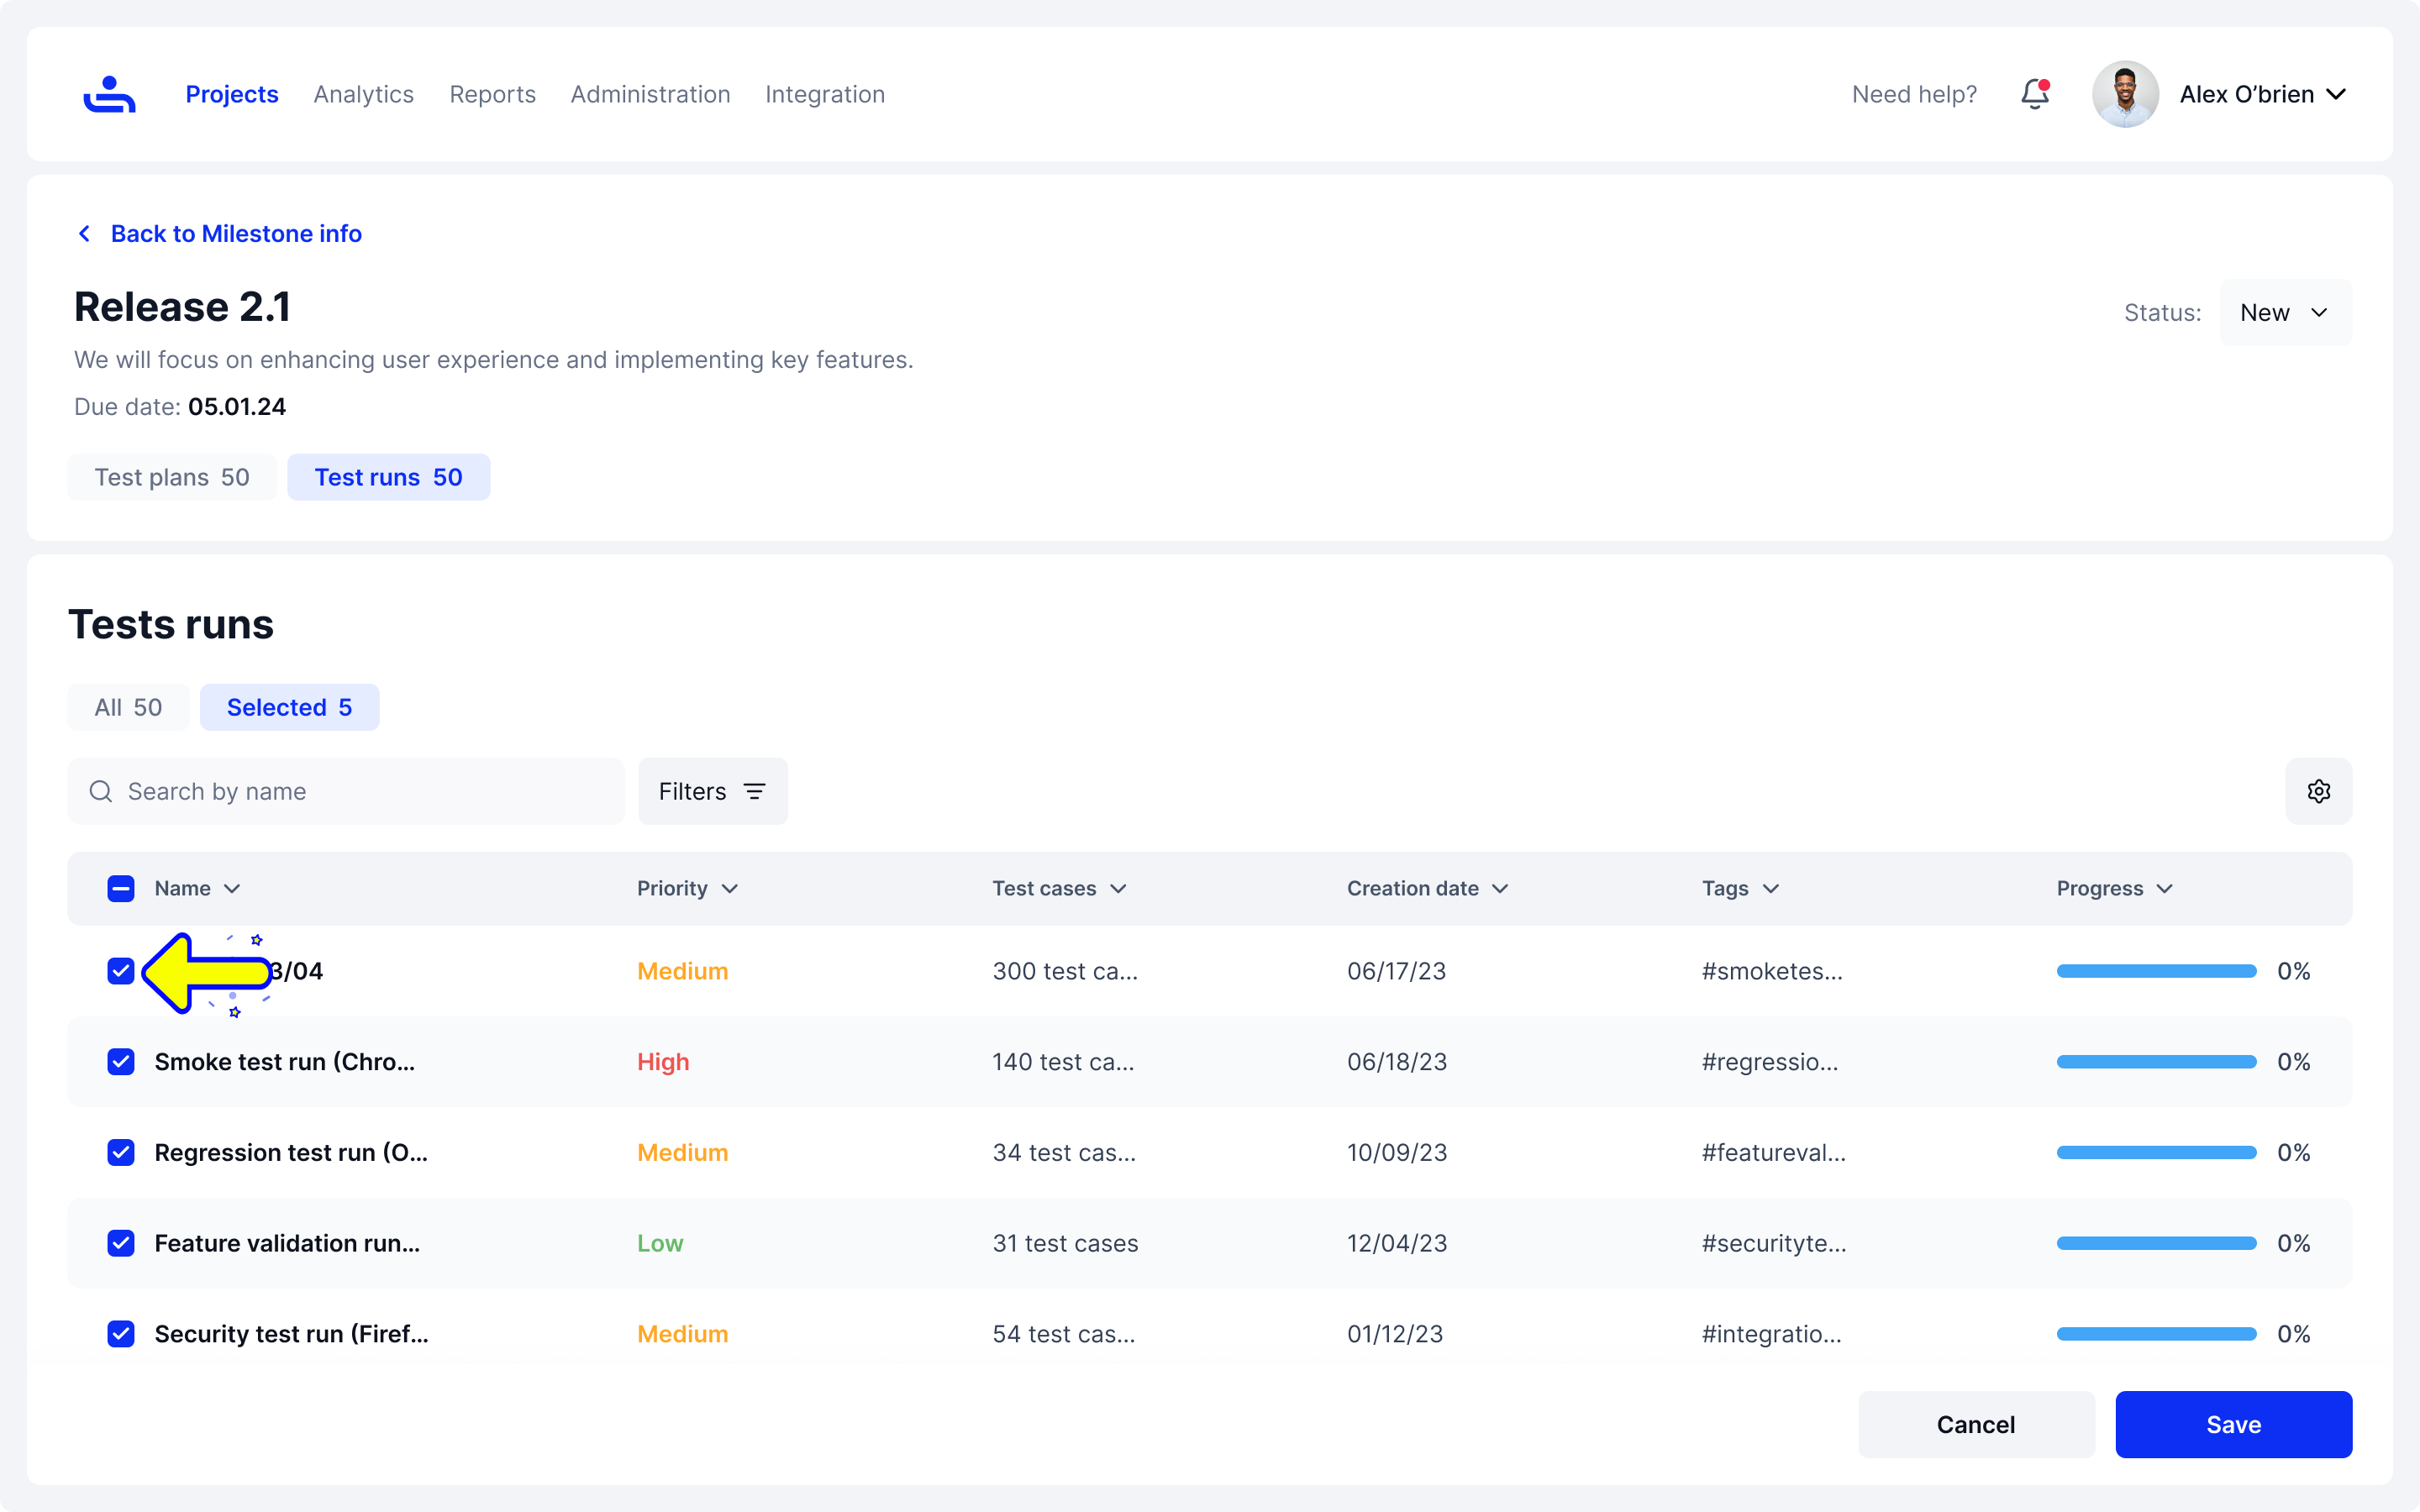 Projects Analytics Reports Administration Integration Need help? Alex O’brien
Back to Milestone info
Release 2.1
Status: New
We will focus on enhancing user experience and implementing key features.
Due date: 05.01.24
Test plans 50 Test runs 50
Tests runs
All 50 Selected 5
Search by name Filters
Name Priority Test cases Creation date Tags Progress
3/04 Medium 300 test ca... 06/17/23 #smoketes... 0%
Smoke test run (Chro... High 140 test ca... 06/18/23 #regressio... 0%
Regression test run (O... Medium 34 test cas... 10/09/23 #featureval... 0%
Feature validation run... Low 31 test cases 12/04/23 #securityte... 0%
Security test run (Firef... Medium 54 test cas... 01/12/23 #integratio... 0%
Cancel Save